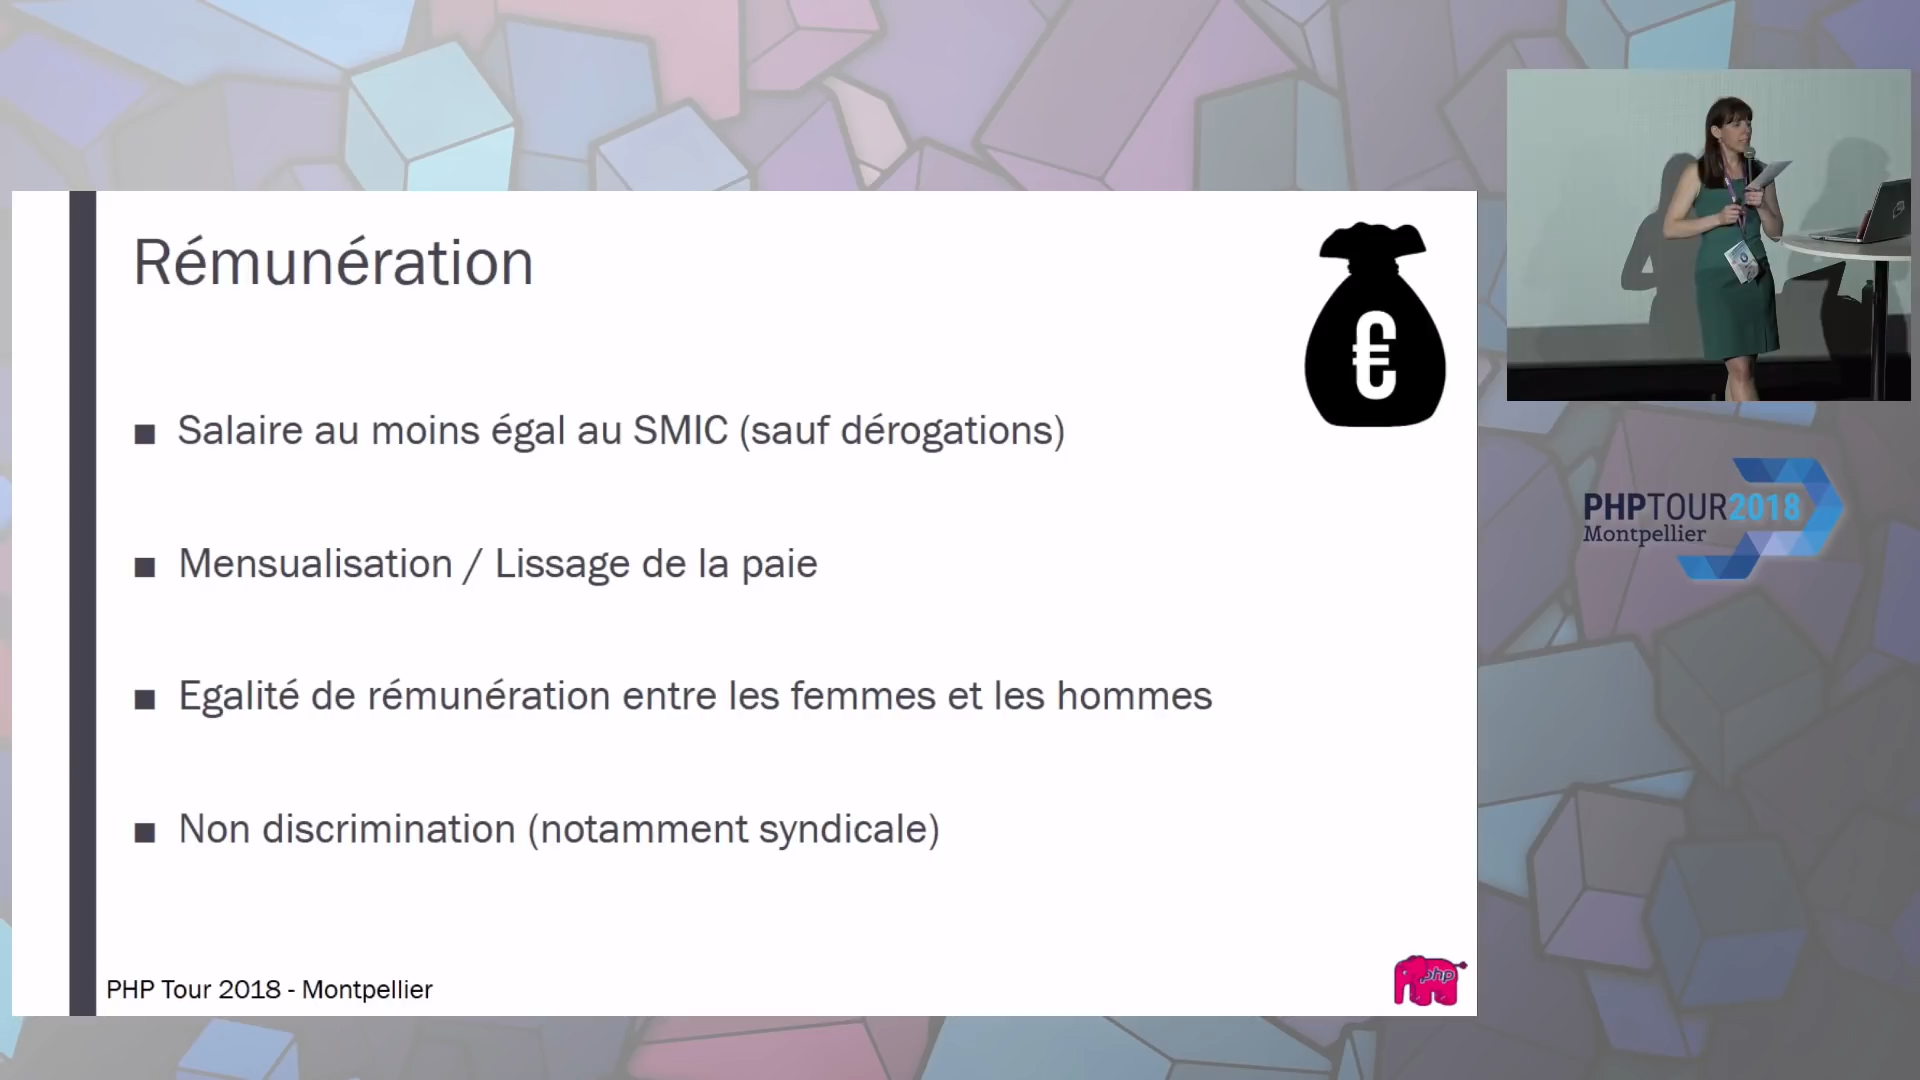 Rémunération
€
■ Salaire au moins égal au SMIC (sauf dérogations)
■ Mensualisation / Lissage de la paie
■ Egalité de rémunération entre les femmes et les hommes
■ Non discrimination (notamment syndicale)
PHP Tour 2018 - Montpellier
php
PHPTOUR2018
Montpellier